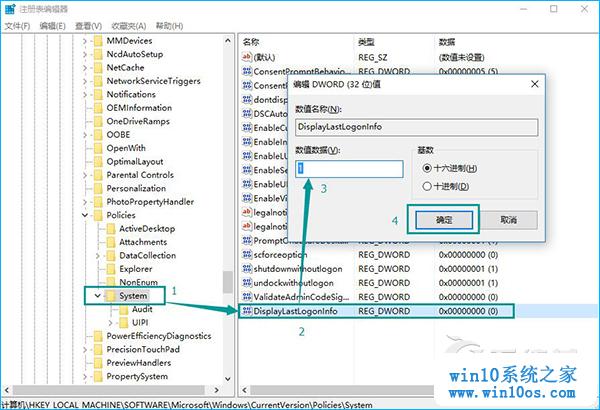 注册表编辑器
文件(F) 编辑(E) 查看(V) 收藏夹(A) 帮助(H)
MMDevices
NcdAutoSetup
NetCache
NetworkServiceTriggers
Notifications
OEMInformation
OneDriveRamps
OOBE
OpenWith
OptimalLayout
Parental Controls
Personalization
PhotoPropertyHandler
Policies
ActiveDesktop
Attachments
DataCollection
Explorer
NonEnum
System
Audit
UIPI
PowerEfficiencyDiagnostics
PrecisionTouchPad
PreviewHandlers
PropertySystem
1
名称 类型 数据
(默认) REG_SZ (数值未设置)
ConsentPromptBehavio... REG_DWORD 0x00000005 (5)
dontdisp
DSCAuto
EnableCu
EnableIn
EnableLU
EnableSe
EnableUI
EnableVi
legalnoti
legalnoti
PromptOnSecureDeskt... REG_DWORD 0x00000001 (1)
scforceoption REG_DWORD 0x00000000 (0)
shutdownwithoutlogon REG_DWORD 0x00000001 (1)
undockwithoutlogon REG_DWORD 0x00000001 (1)
ValidateAdminCodeSig... REG_DWORD 0x00000000 (0)
DisplayLastLogonInfo REG_DWORD 0x00000000 (0)
2
编辑 DWORD (32 位)值
数值名称(N):
DisplayLastLogonInfo
数值数据(V):
1
3
基数
十六进制(H)
十进制(D)
4
确定 取消
计算机\HKEY_LOCAL_MACHINE\SOFTWARE\Microsoft\Windows\CurrentVersion\Policies\System
win10系统之家
www.win10os.com